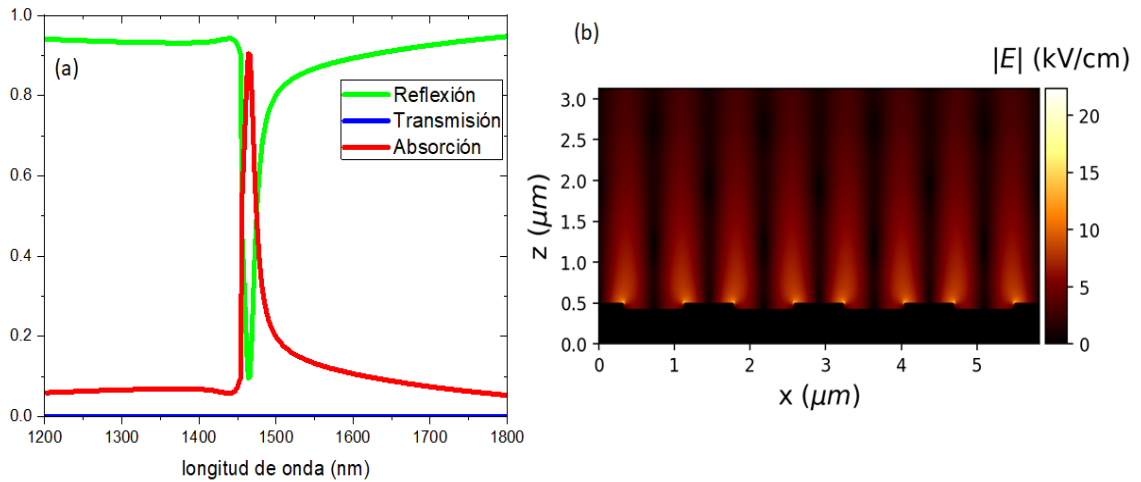 (a)
1.0
0.8
0.6
0.4
0.2
0.0
Reflexión
Transmisión
Absorción
1200 1300 1400 1500 1600 1700 1800
longitud de onda (nm)
(b)
|E| (kV/cm)
3.0
2.5
2.0
1.5
1.0
0.5
0.0
z (μm)
0 1 2 3 4 5
x (μm)
20
15
10
5
0